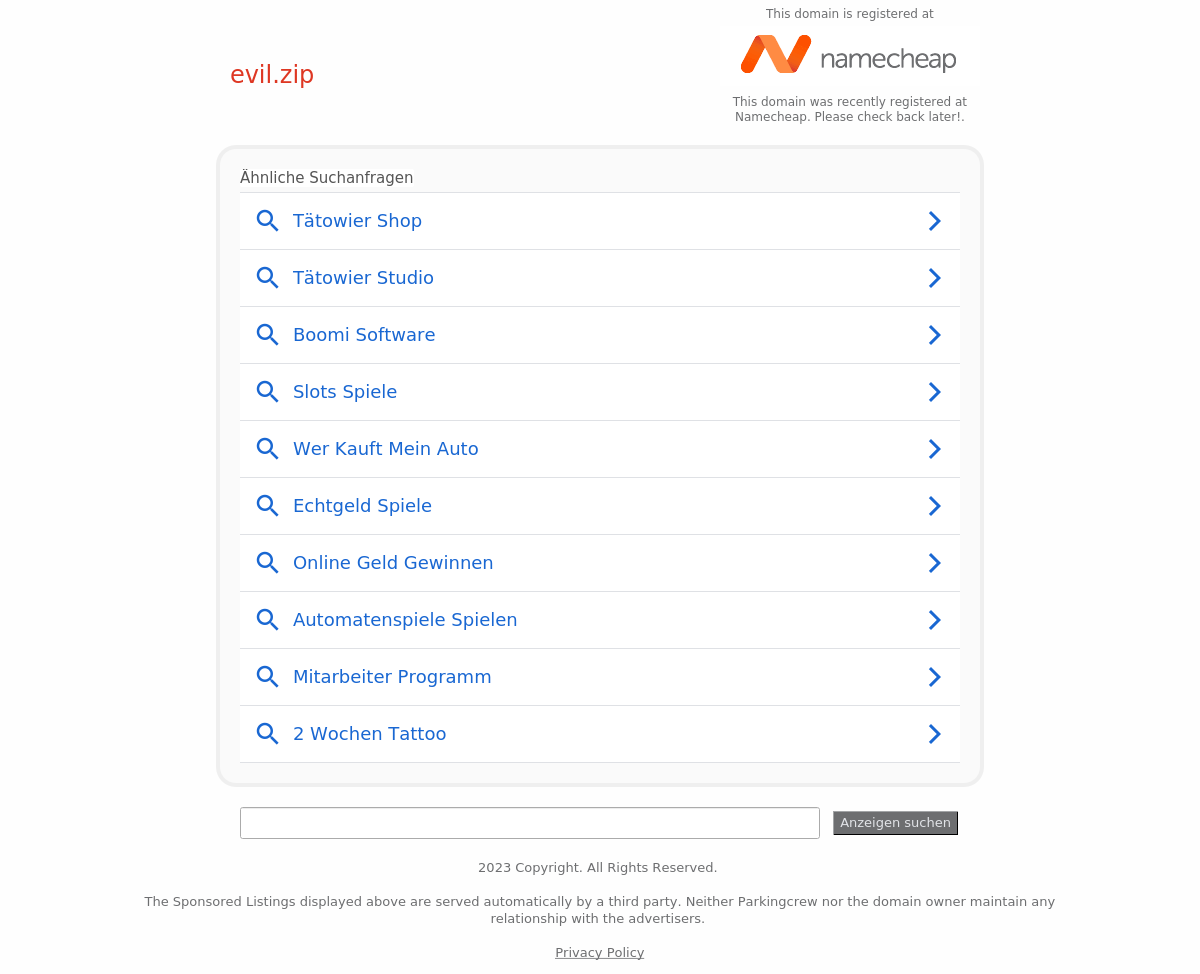 This domain is registered at
namecheap
evil.zip
This domain was recently registered at
Namecheap. Please check back later!.
Ähnliche Suchanfragen
Tätowier Shop
Tätowier Studio
Boomi Software
Slots Spiele
Wer Kauft Mein Auto
Echtgeld Spiele
Online Geld Gewinnen
Automatenspiele Spielen
Mitarbeiter Programm
2 Wochen Tattoo
Anzeigen suchen
2023 Copyright. All Rights Reserved.
The Sponsored Listings displayed above are served automatically by a third party. Neither Parkingcrew nor the domain owner maintain any
relationship with the advertisers.
Privacy Policy